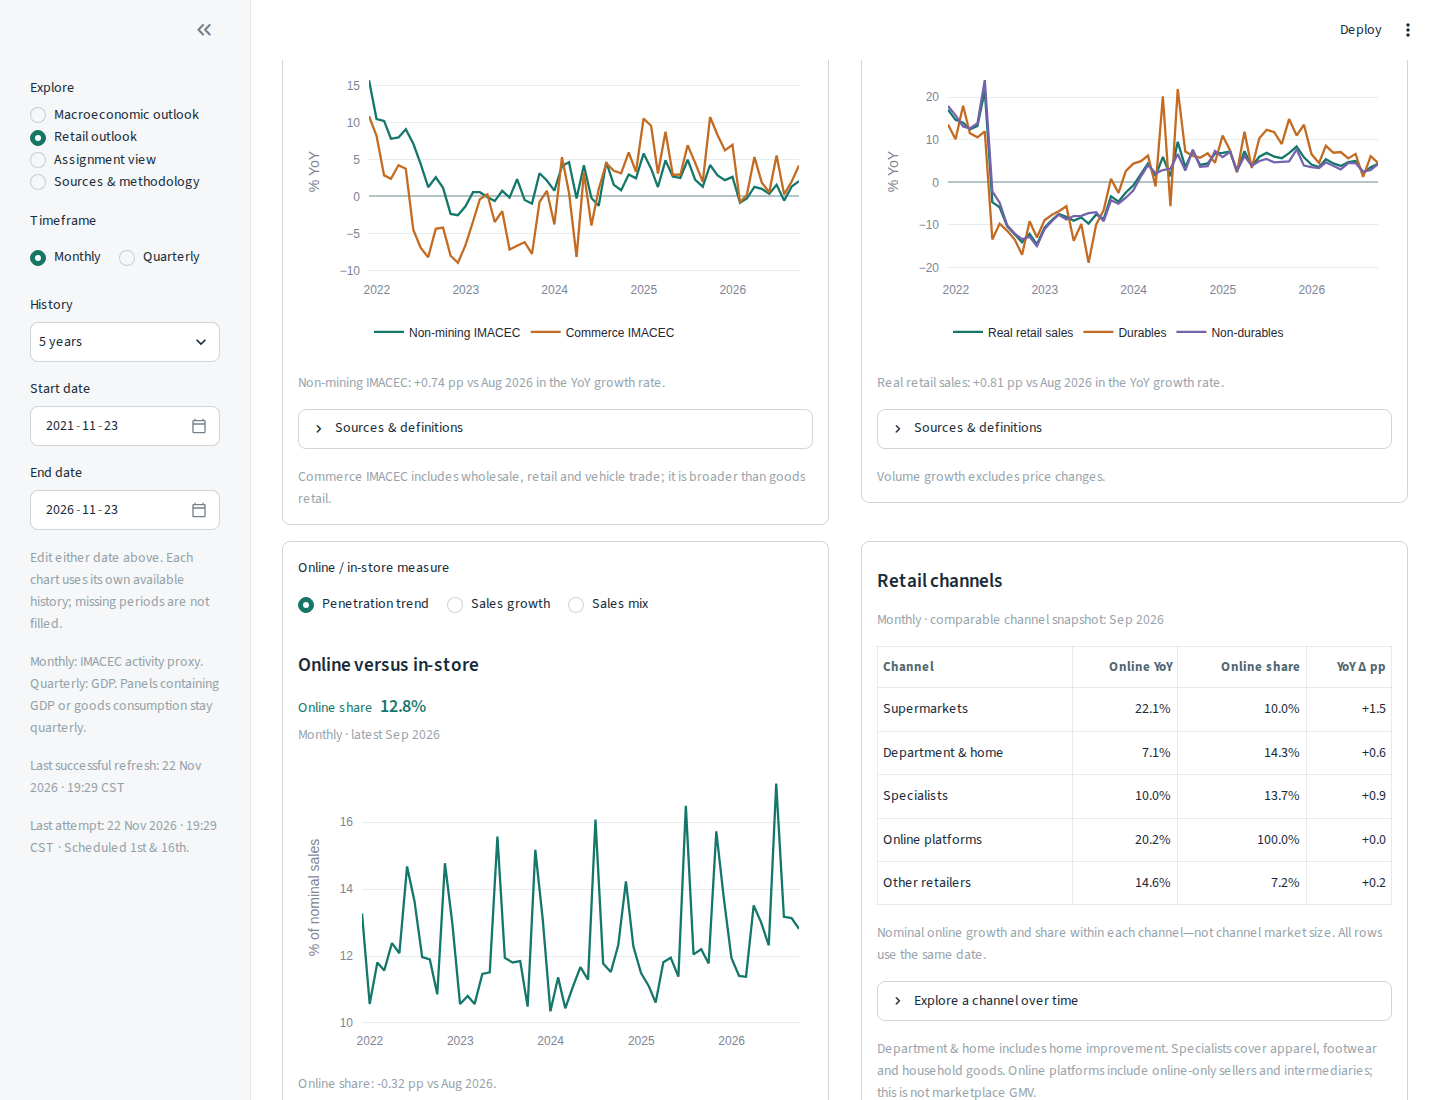 Deploy
Explore
Macroeconomic outlook
Retail outlook
Assignment view
Sources & methodology
Timeframe
Monthly
Quarterly
History
5 years
Start date
2021-11-23
End date
2026-11-23
Edit either date above. Each
chart uses its own available
history; missing periods are not
filled.
Monthly: IMACEC activity proxy.
Quarterly: GDP. Panels containing
GDP or goods consumption stay
quarterly.
Last successful refresh: 22 Nov
2026 · 19:29 CST
Last attempt: 22 Nov 2026 · 19:29
CST · Scheduled 1st & 16th.
% YoY
15
10
5
0
−5
−10
2022
2023
2024
2025
2026
Non-mining IMACEC
Commerce IMACEC
Non-mining IMACEC: +0.74 pp vs Aug 2026 in the YoY growth rate.
Sources & definitions
Commerce IMACEC includes wholesale, retail and vehicle trade; it is broader than goods
retail.
% YoY
20
10
0
−10
−20
2022
2023
2024
2025
2026
Real retail sales
Durables
Non-durables
Real retail sales: +0.81 pp vs Aug 2026 in the YoY growth rate.
Sources & definitions
Volume growth excludes price changes.
Online / in-store measure
Penetration trend
Sales growth
Sales mix
Online versus in-store
Online share 12.8%
Monthly · latest Sep 2026
% of nominal sales
16
14
12
10
2022
2023
2024
2025
2026
Online share: -0.32 pp vs Aug 2026.
Retail channels
Monthly · comparable channel snapshot: Sep 2026
Channel Online YoY Online share YoY Δ pp
Supermarkets 22.1% 10.0% +1.5
Department & home 7.1% 14.3% +0.6
Specialists 10.0% 13.7% +0.9
Online platforms 20.2% 100.0% +0.0
Other retailers 14.6% 7.2% +0.2
Nominal online growth and share within each channel—not channel market size. All rows
use the same date.
Explore a channel over time
Department & home includes home improvement. Specialists cover apparel, footwear
and household goods. Online platforms include online-only sellers and intermediaries;
this is not marketplace GMV.